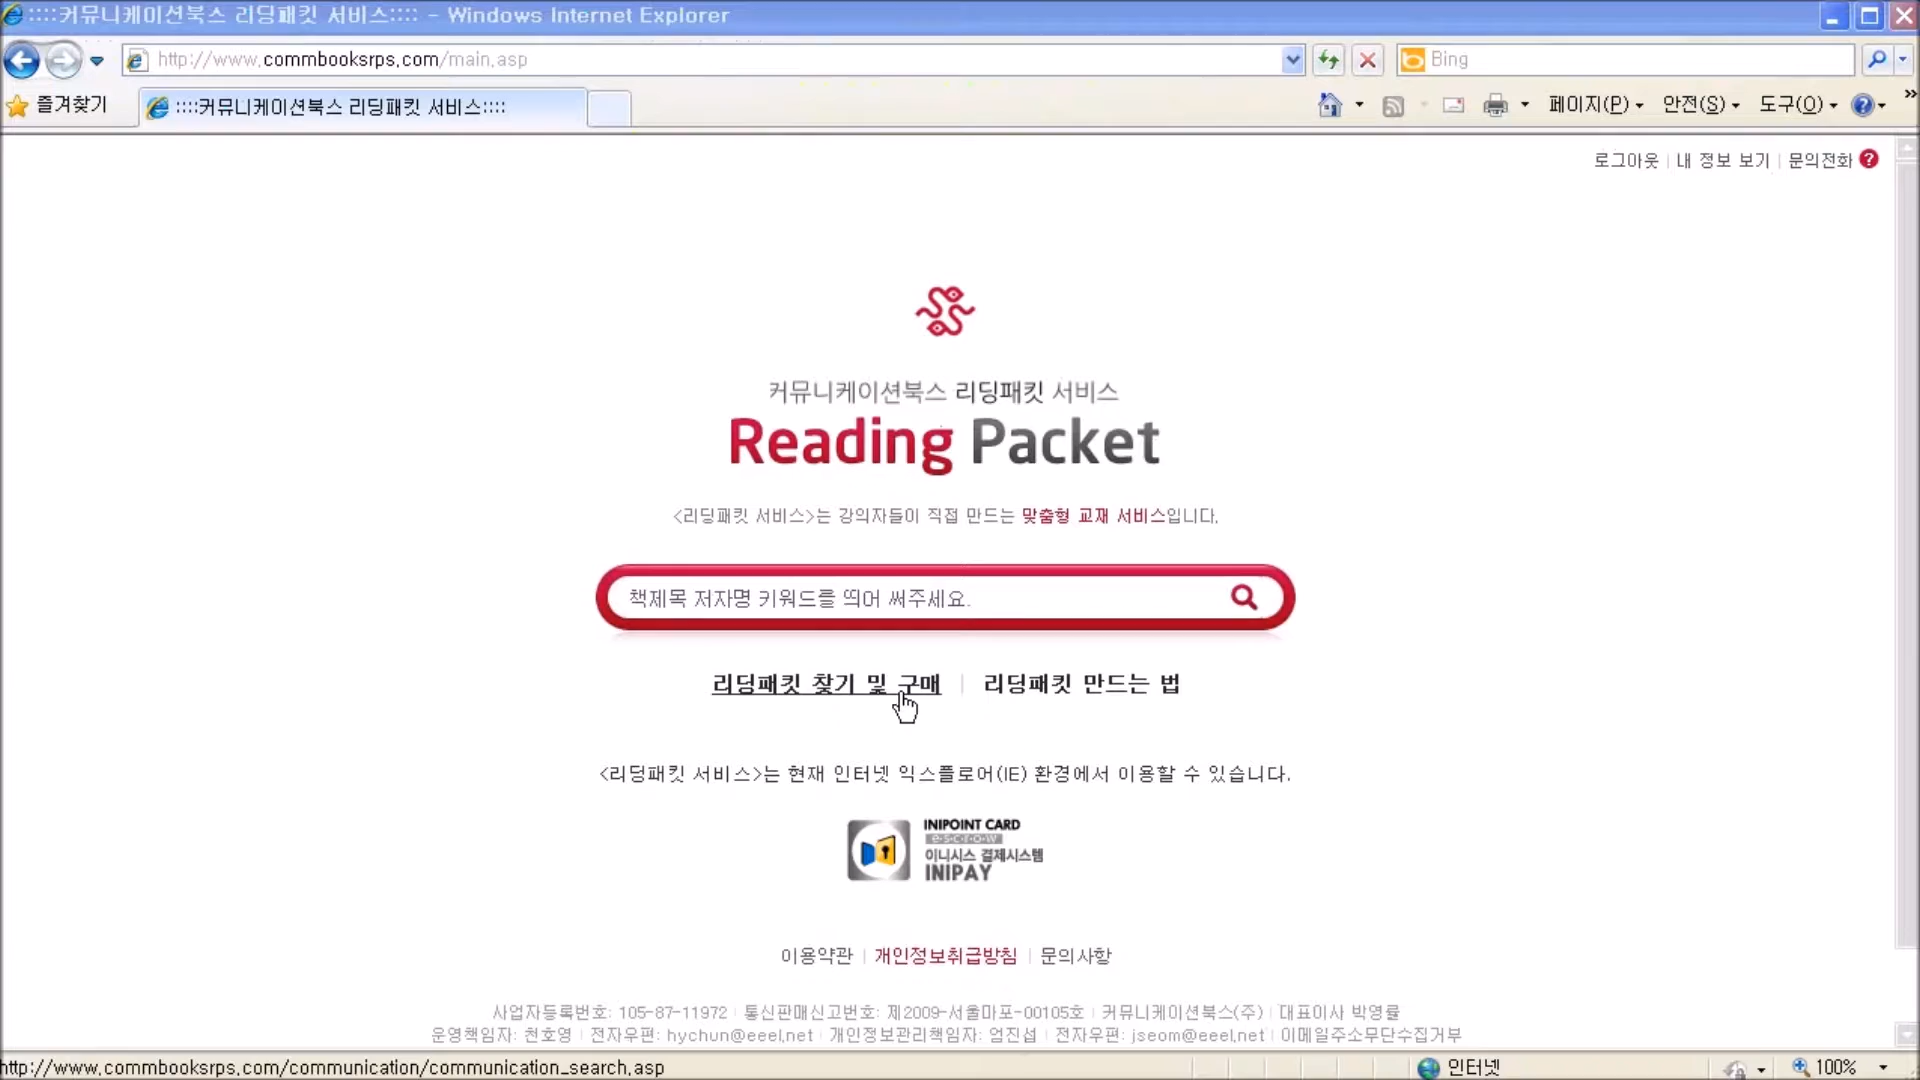 ::::커뮤니케이션북스 리딩패킷 서비스:::: - Windows Internet Explorer
http://www.commbooksrps.com/main.asp
Bing
즐겨찾기
::::커뮤니케이션북스 리딩패킷 서비스::::
페이지(P) 안전(S) 도구(O)
로그아웃 | 내 정보 보기 | 문의전화 ?
커뮤니케이션북스 리딩패킷 서비스
Reading Packet
<리딩패킷 서비스>는 강의자들이 직접 만드는 맞춤형 교재 서비스입니다.
책제목 저자명 키워드를 띄어 써주세요.
리딩패킷 찾기 및 구매 | 리딩패킷 만드는 법
<리딩패킷 서비스>는 현재 인터넷 익스플로어(IE) 환경에서 이용할 수 있습니다.
INIPOINT CARD
e-s-c-r-o-w
이니시스 결제시스템
INIPAY
이용약관 | 개인정보취급방침 | 문의사항
사업자등록번호: 105-87-11972 | 통신판매신고번호: 제2009-서울마포-00105호 | 커뮤니케이션북스(주) | 대표이사 박영률
운영책임자: 천호영 | 전자우편: hychun@eeel.net | 개인정보관리책임자: 엄진섭 | 전자우편: jseom@eeel.net | 이메일주소무단수집거부
http://www.commbooksrps.com/communication/communication_search.asp
인터넷
100%